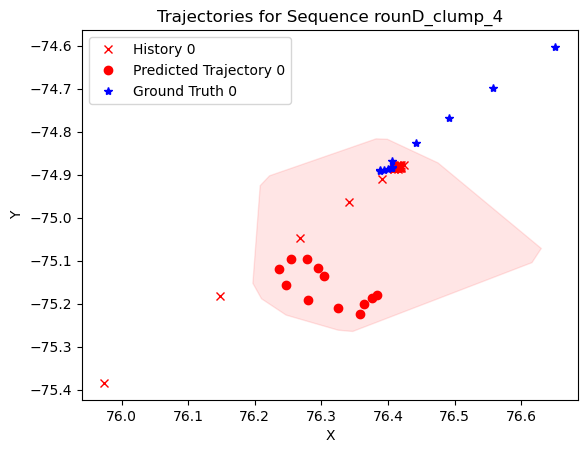 Trajectories for Sequence rounD_clump_4
History 0
Predicted Trajectory 0
Ground Truth 0
−74.6
−74.7
−74.8
−74.9
−75.0
−75.1
−75.2
−75.3
−75.4
Y
76.0 76.1 76.2 76.3 76.4 76.5 76.6
X